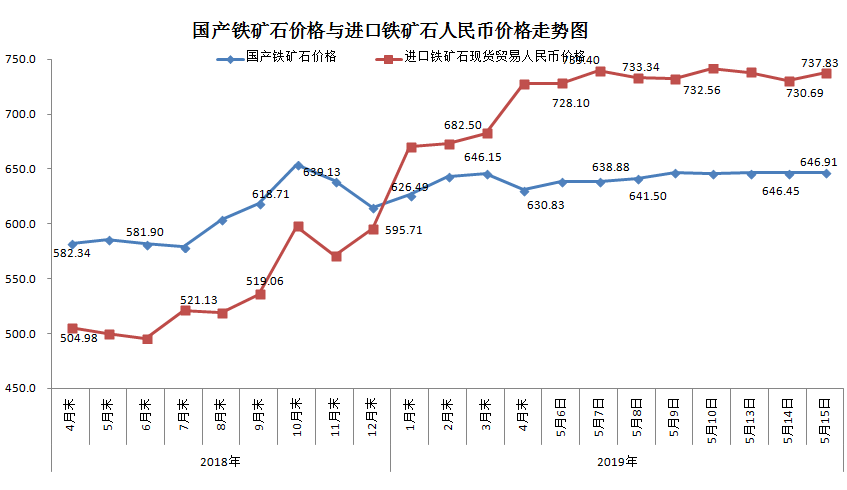 国产铁矿石价格与进口铁矿石人民币价格走势图
国产铁矿石价格
进口铁矿石现货贸易人民币价格
750.0
700.0
650.0
600.0
550.0
500.0
450.0
582.34
581.90
618.71
639.13
626.49
646.15
630.83
638.88
641.50
646.45
646.91
504.98
521.13
519.06
595.71
682.50
728.10
739.40
733.34
732.56
730.69
737.83
4月末
5月末
6月末
7月末
8月末
9月末
10月末
11月末
12月末
1月末
2月末
3月末
4月末
5月6日
5月7日
5月8日
5月9日
5月10日
5月13日
5月14日
5月15日
2018年
2019年